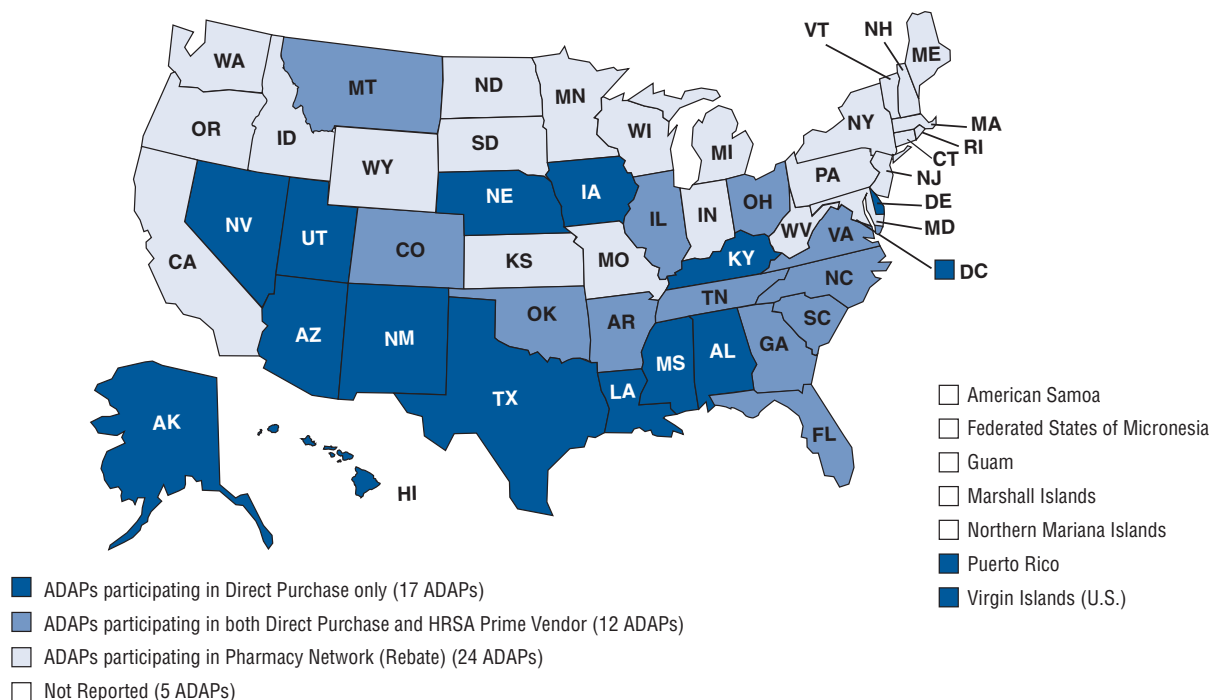 VT
NH
ME
WA
MT
ND
MN
OR
ID
SD
WI
MI
NY
MA
RI
CT
WY
PA
NJ
NE
IA
DE
NV
UT
CO
IL
IN
OH
WV
VA
MD
CA
KS
MO
KY
DC
NC
TN
AZ
NM
OK
AR
SC
MS
AL
GA
TX
LA
FL
AK
HI
American Samoa
Federated States of Micronesia
Guam
Marshall Islands
Northern Mariana Islands
Puerto Rico
Virgin Islands (U.S.)
ADAPs participating in Direct Purchase only (17 ADAPs)
ADAPs participating in both Direct Purchase and HRSA Prime Vendor (12 ADAPs)
ADAPs participating in Pharmacy Network (Rebate) (24 ADAPs)
Not Reported (5 ADAPs)